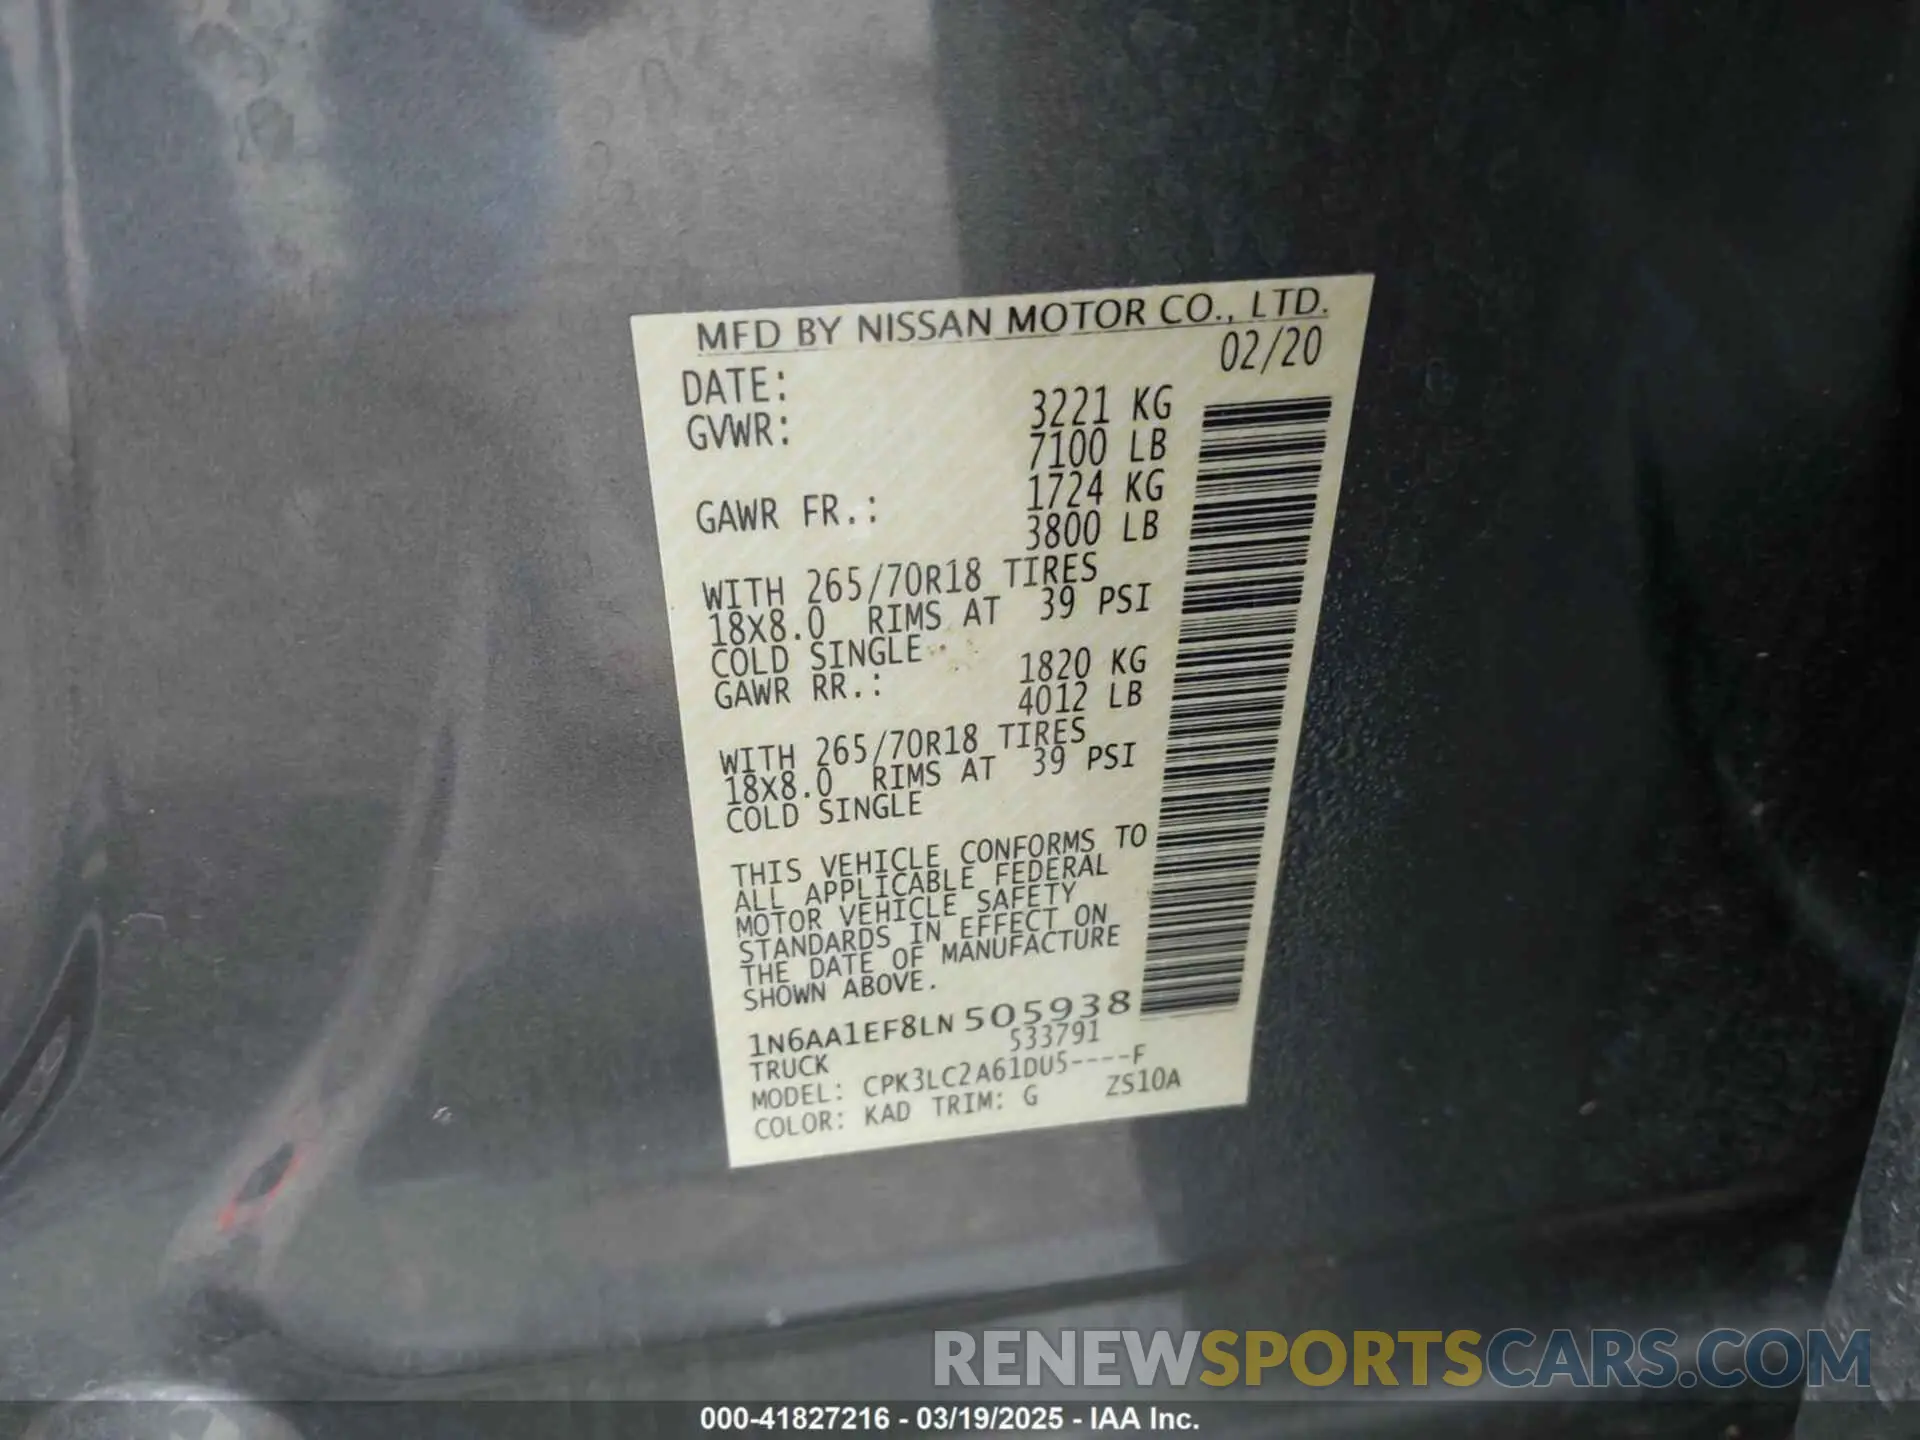 MFD BY NISSAN MOTOR CO., LTD.
DATE: 02/20
GVWR: 3221 KG
7100 LB
GAWR FR.: 1724 KG
3800 LB
WITH 265/70R18 TIRES
18X8.0 RIMS AT 39 PSI
COLD SINGLE
GAWR RR.: 1820 KG
4012 LB
WITH 265/70R18 TIRES
18X8.0 RIMS AT 39 PSI
COLD SINGLE
THIS VEHICLE CONFORMS TO
ALL APPLICABLE FEDERAL
MOTOR VEHICLE SAFETY
STANDARDS IN EFFECT ON
THE DATE OF MANUFACTURE
SHOWN ABOVE.
1N6AA1EF8LN505938
TRUCK 533791
MODEL: CPK3LC2A61DU5----F
COLOR: KAD TRIM: G ZS10A
RENEWSPORTSCARS.COM
000-41827216 - 03/19/2025 - IAA Inc.